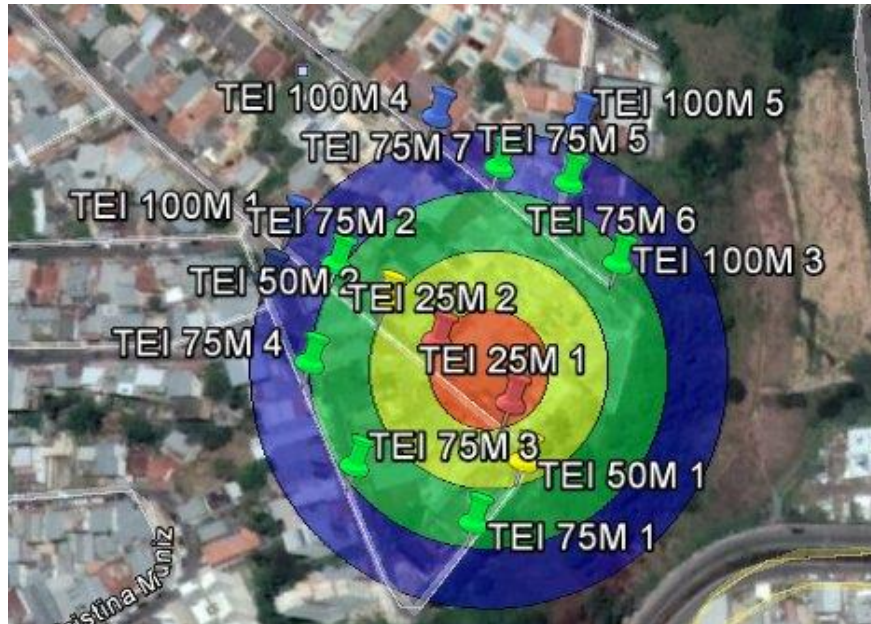 TEI 100M 4
TEI 100M 5
TEI 75M 7
TEI 75M 5
TEI 100M 1
TEI 75M 2
TEI 75M 6
TEI 100M 3
TEI 50M 2
TEI 25M 2
TEI 75M 4
TEI 25M 1
TEI 75M 3
TEI 50M 1
TEI 75M 1
istina Muniz